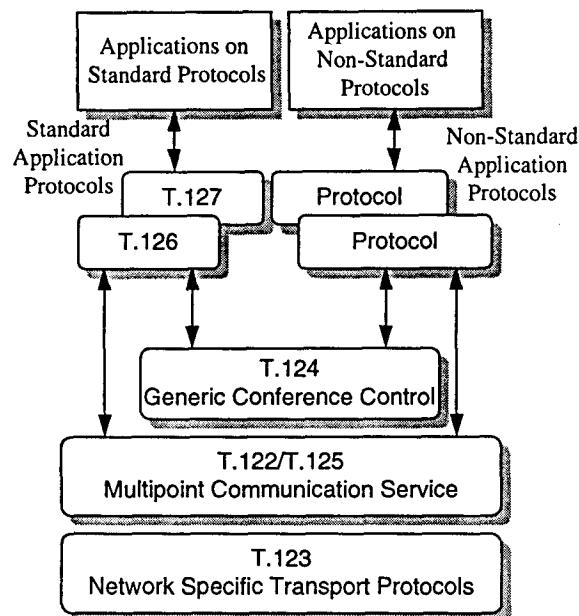 Applications on
Standard Protocols
Applications on
Non-Standard
Protocols
Standard
Application
Protocols
Non-Standard
Application
Protocols
T.127
Protocol
T.126
Protocol
T.124
Generic Conference Control
T.122/T.125
Multipoint Communication Service
T.123
Network Specific Transport Protocols